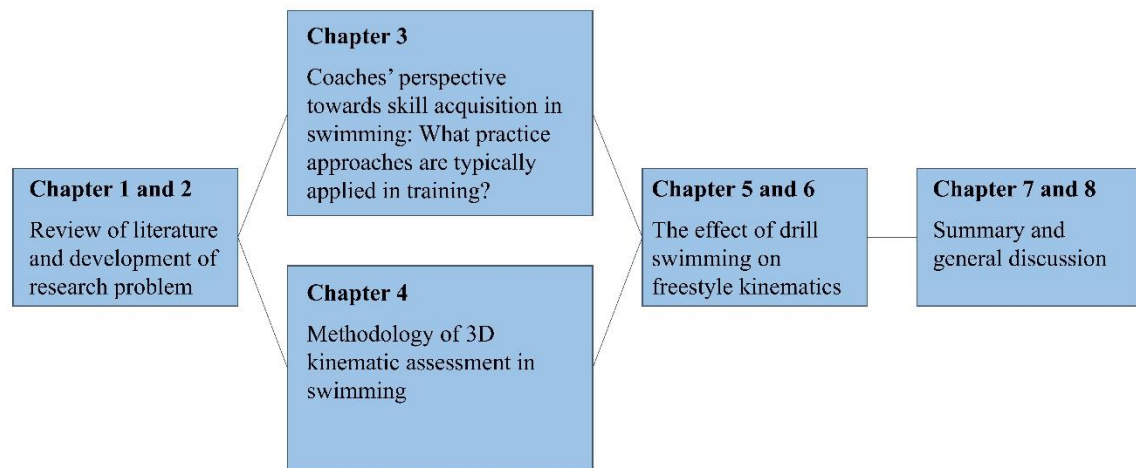 Chapter 1 and 2
Review of literature
and development of
research problem
Chapter 3
Coaches’ perspective
towards skill acquisition in
swimming: What practice
approaches are typically
applied in training?
Chapter 4
Methodology of 3D
kinematic assessment in
swimming
Chapter 5 and 6
The effect of drill
swimming on
freestyle kinematics
Chapter 7 and 8
Summary and
general discussion